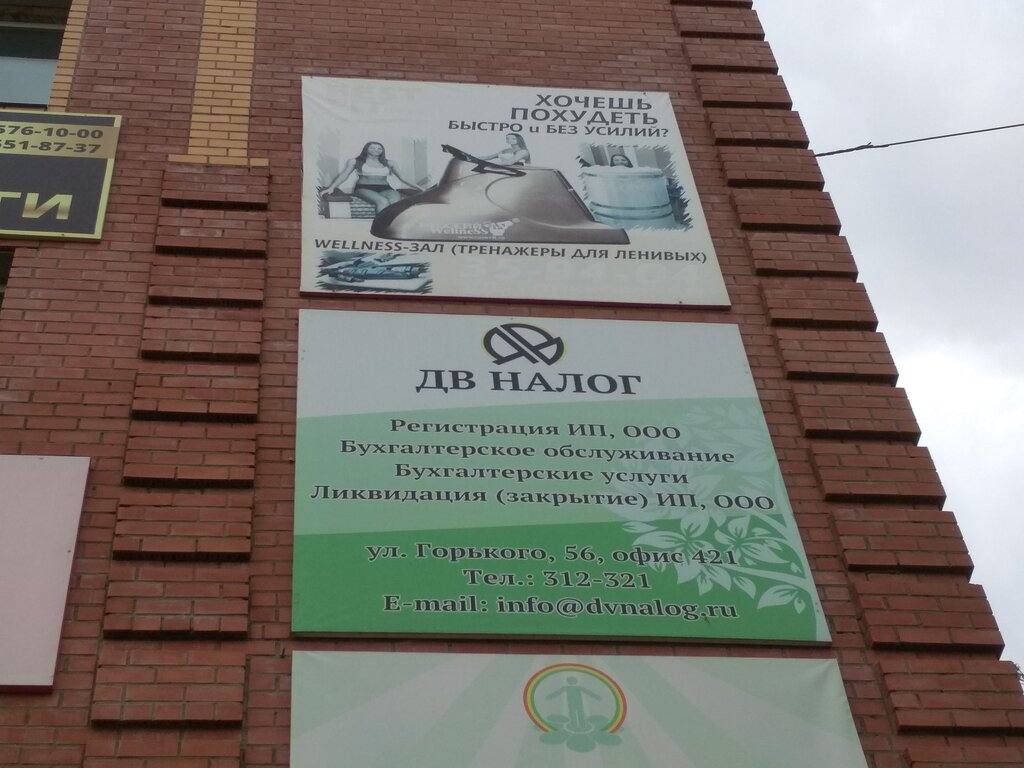 576-10-00
551-87-37
ТИ
ХОЧЕШЬ
ПОХУДЕТЬ
БЫСТРО и БЕЗ УСИЛИЙ?
Wellness
WELLNESS-ЗАЛ (ТРЕНАЖЕРЫ ДЛЯ ЛЕНИВЫХ)
ДВ НАЛОГ
Регистрация ИП, ООО
Бухгалтерское обслуживание
Бухгалтерские услуги
Ликвидация (закрытие) ИП, ООО
ул. Горького, 56, офис 421
Тел.: 312-321
E-mail: info@dvnalog.ru